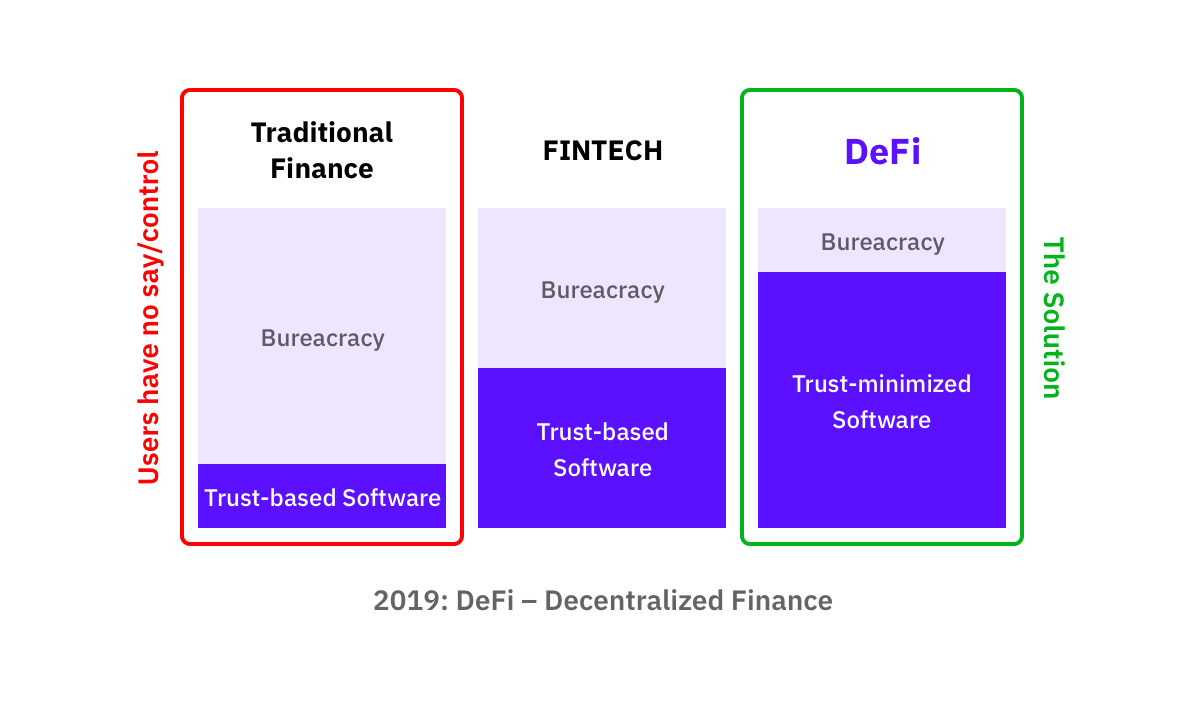 Users have no say/control
Traditional
Finance
Bureacracy
Trust-based Software
FINTECH
Bureacracy
Trust-based
Software
DeFi
Bureacracy
Trust-minimized
Software
The Solution
2019: DeFi – Decentralized Finance